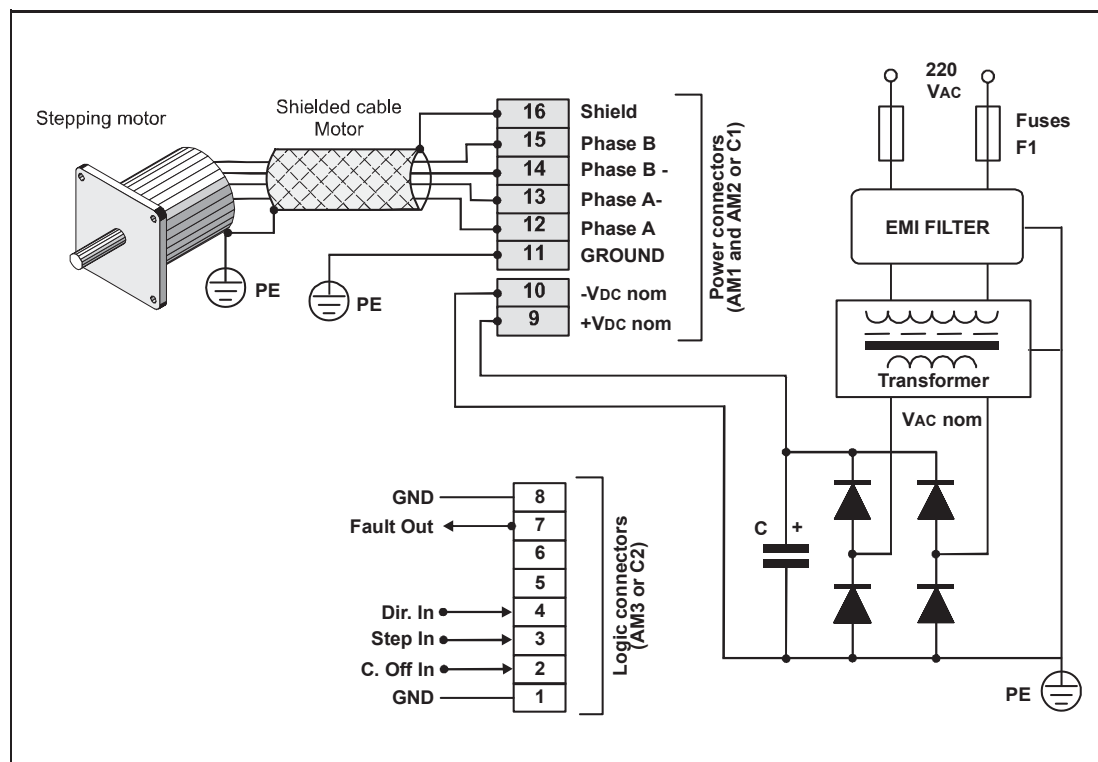 Stepping motor
Shielded cable
Motor
PE
PE
16 Shield
15 Phase B
14 Phase B -
13 Phase A-
12 Phase A
11 GROUND
10 -VDC nom
9 +VDC nom
Power connectors
(AM1 and AM2 or C1)
220
VAC
Fuses
F1
EMI FILTER
Transformer
VAC nom
C +
PE
GND 8
Fault Out 7
6
5
Dir. In 4
Step In 3
C. Off In 2
GND 1
Logic connectors
(AM3 or C2)